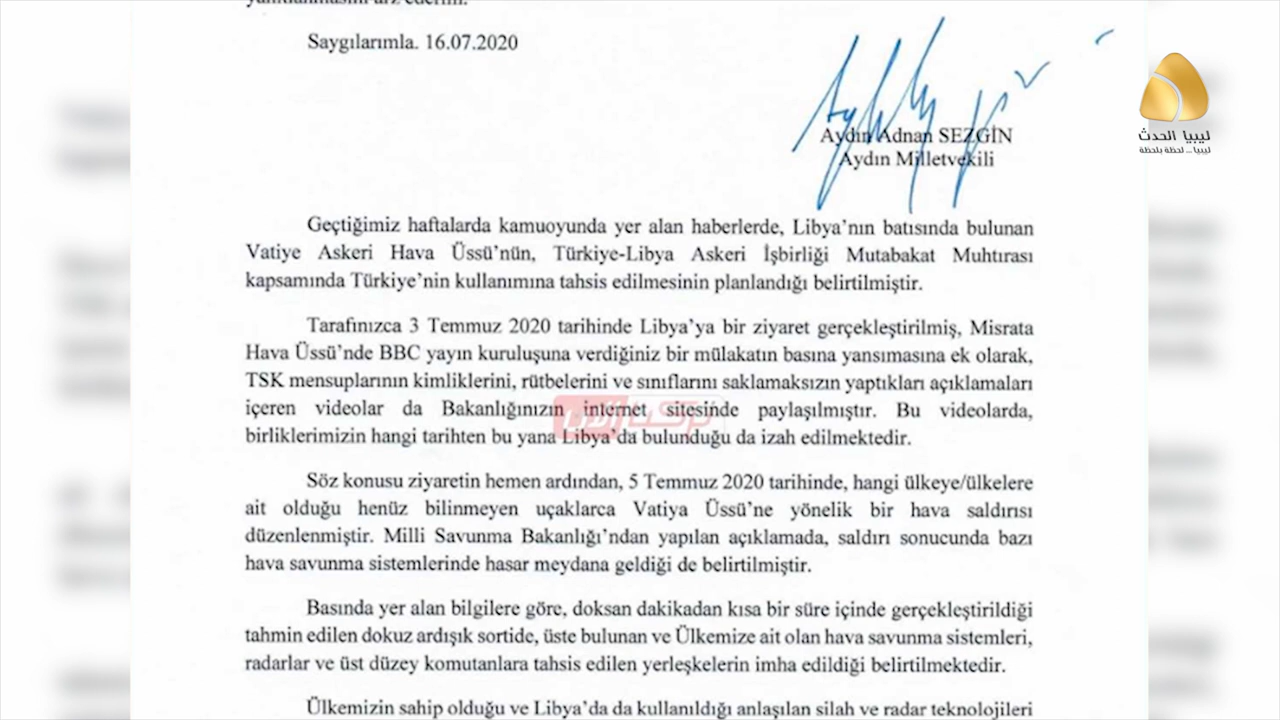 yanıtlanmasını arz ederim.
Saygılarımla. 16.07.2020
Aydın Adnan SEZGİN
Aydın Milletvekili
ليبيا الحدث
ليبيا ... لحظة بلحظة
Geçtiğimiz haftalarda kamuoyunda yer alan haberlerde, Libya’nın batısında bulunan
Vatiye Askeri Hava Üssü’nün, Türkiye-Libya Askeri İşbirliği Mutabakat Muhtırası
kapsamında Türkiye’nin kullanımına tahsis edilmesinin planlandığı belirtilmiştir.
Tarafınızca 3 Temmuz 2020 tarihinde Libya’ya bir ziyaret gerçekleştirilmiş, Misrata
Hava Üssü’nde BBC yayın kuruluşuna verdiğiniz bir mülakatın basına yansımasına ek olarak,
TSK mensuplarının kimliklerini, rütbelerini ve sınıflarını saklamaksızın yaptıkları açıklamaları
içeren videolar da Bakanlığınızın internet sitesinde paylaşılmıştır. Bu videolarda,
birliklerimizin hangi tarihten bu yana Libya’da bulunduğu da izah edilmektedir.
Söz konusu ziyaretin hemen ardından, 5 Temmuz 2020 tarihinde, hangi ülkeye/ülkelere
ait olduğu henüz bilinmeyen uçaklarca Vatiya Üssü’ne yönelik bir hava saldırısı
düzenlenmiştir. Milli Savunma Bakanlığı’ndan yapılan açıklamada, saldırı sonucunda bazı
hava savunma sistemlerinde hasar meydana geldiği de belirtilmiştir.
Basında yer alan bilgilere göre, doksan dakikadan kısa bir süre içinde gerçekleştirildiği
tahmin edilen dokuz ardışık sortide, üste bulunan ve Ülkemize ait olan hava savunma sistemleri,
radarlar ve üst düzey komutanlara tahsis edilen yerleşkelerin imha edildiği belirtilmektedir.
Ülkemizin sahip olduğu ve Libya’da da kullanıldığı anlaşılan silah ve radar teknolojileri